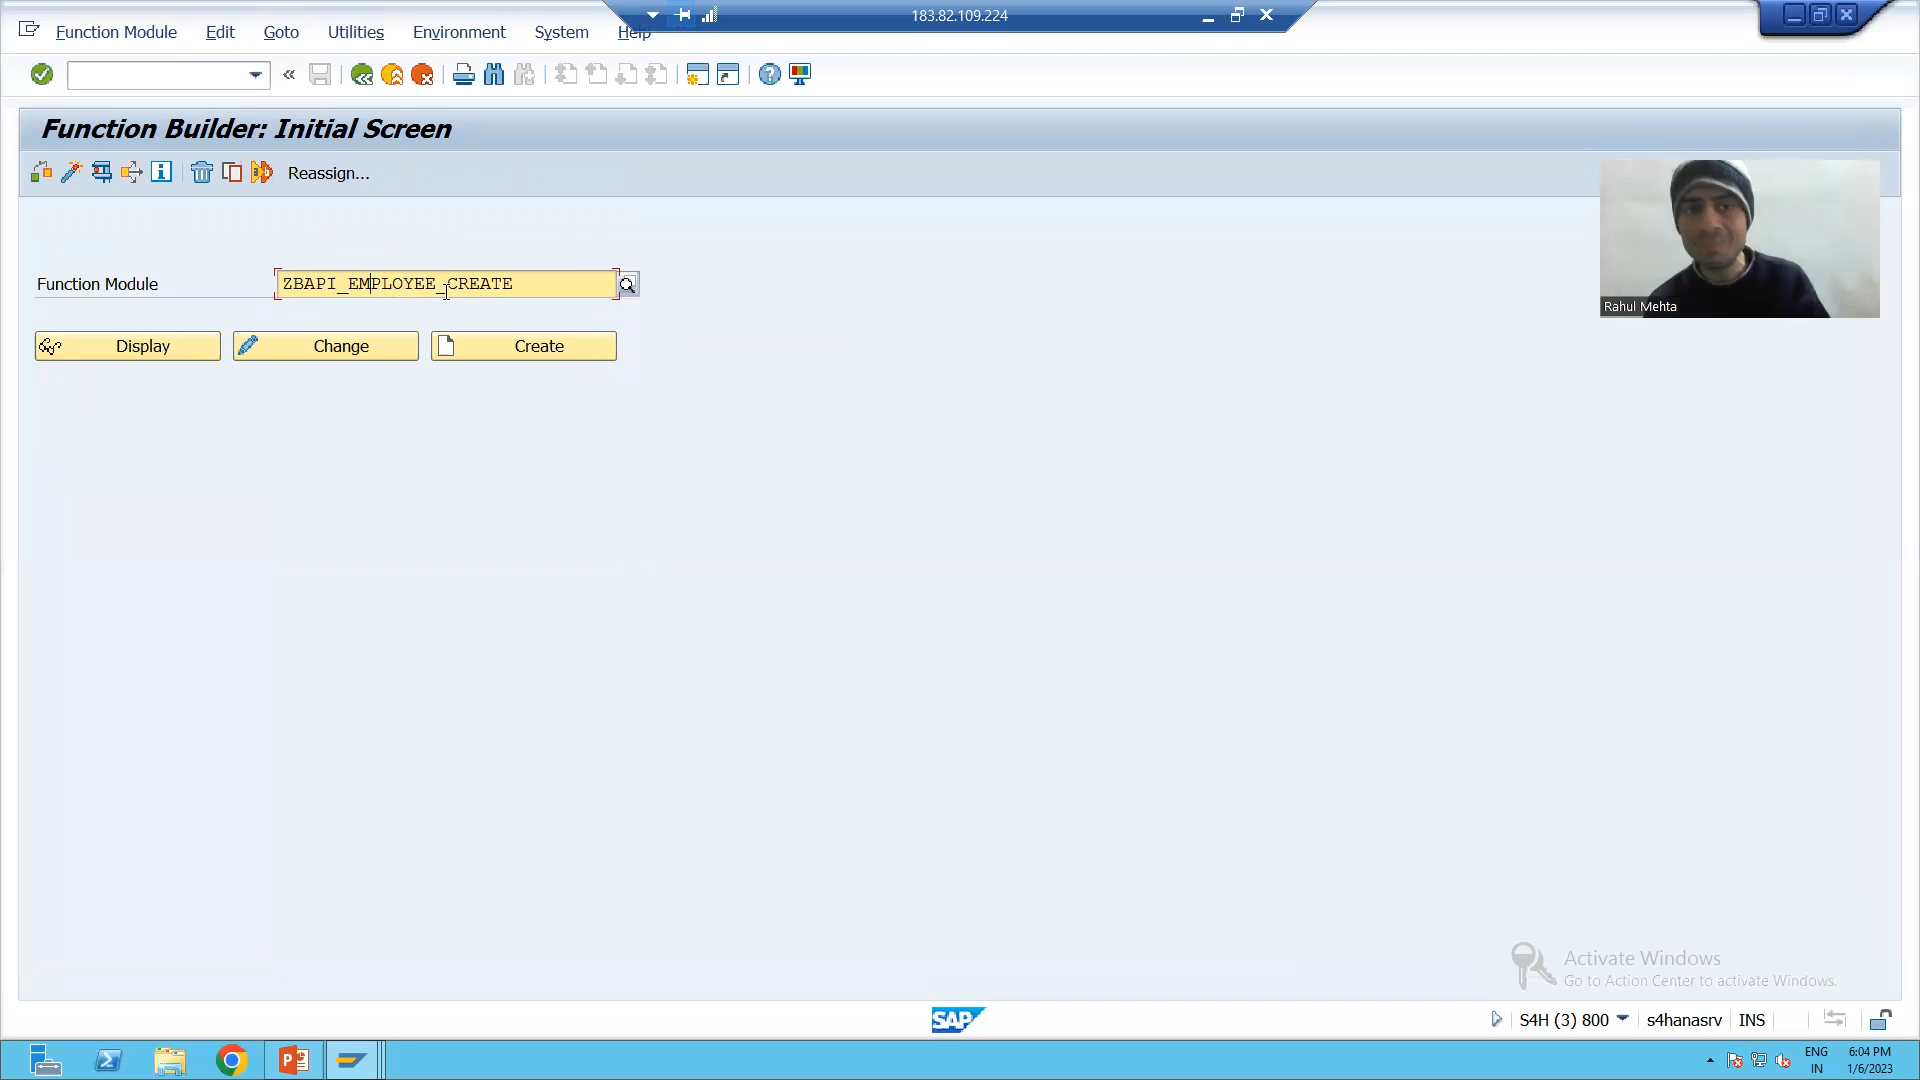 183.82.109.224
Function Module Edit Goto Utilities Environment System Help
Function Builder: Initial Screen
Reassign...
Rahul Mehta
Function Module ZBAPI_EMPLOYEE_CREATE
Display Change Create
Activate Windows
Go to Action Center to activate Windows.
SAP S4H (3) 800 s4hanasrv INS
ENG 6:04 PM
IN 1/6/2023